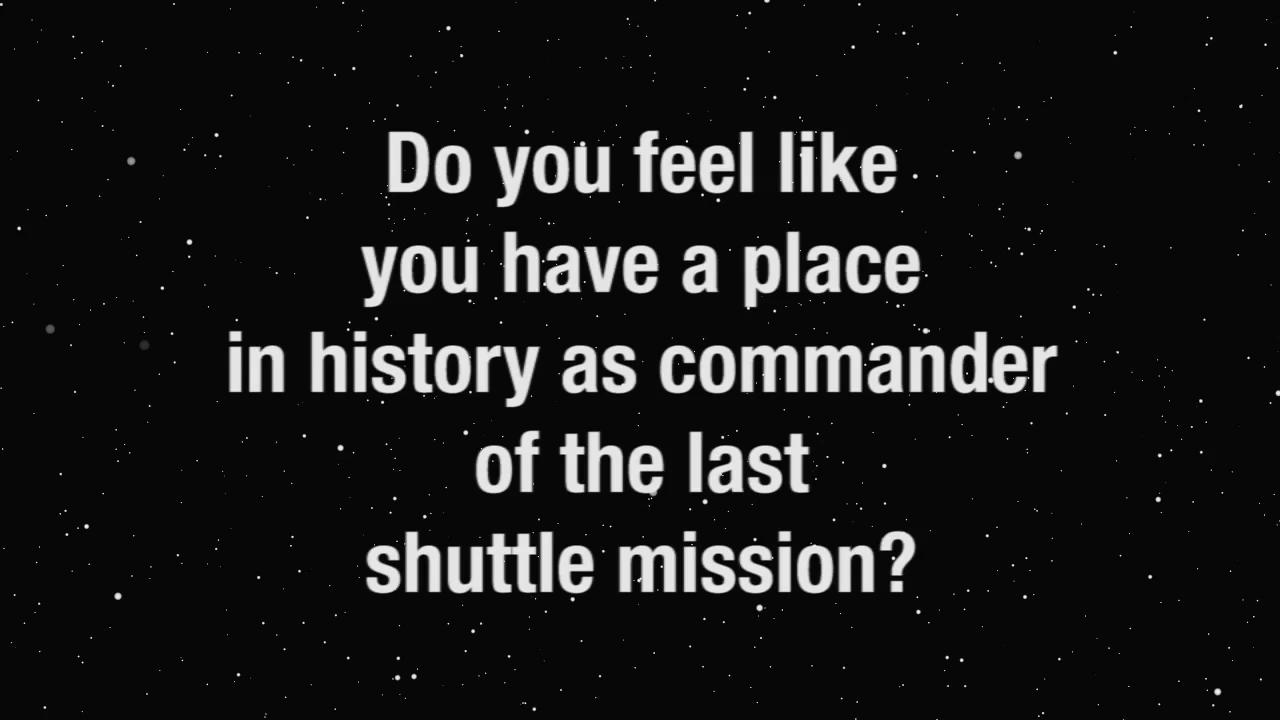 Do you feel like
you have a place
in history as commander
of the last
shuttle mission?